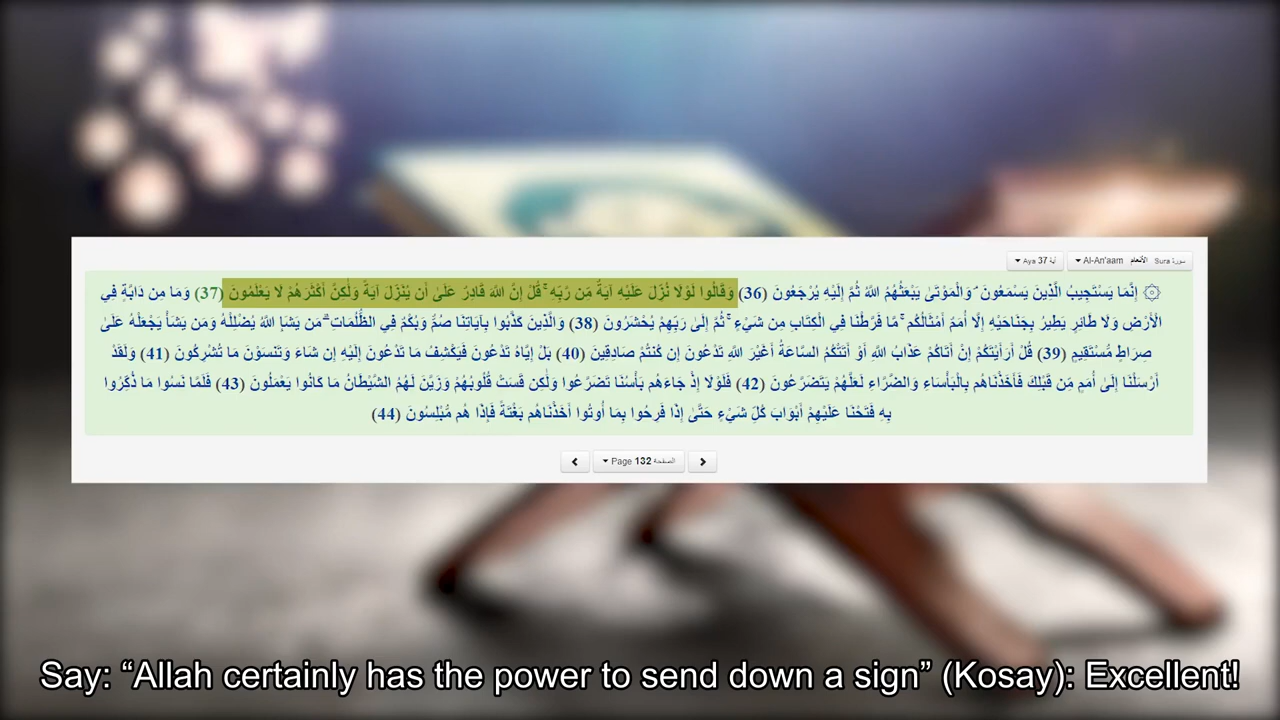 سورة Sura الأنعام Al-An'aam آية 37 Aya
۞ إِنَّمَا يَسْتَجِيبُ الَّذِينَ يَسْمَعُونَ ۘ وَالْمَوْتَىٰ يَبْعَثُهُمُ اللَّهُ ثُمَّ إِلَيْهِ يُرْجَعُونَ (36) وَقَالُوا لَوْلَا نُزِّلَ عَلَيْهِ آيَةٌ مِّن رَّبِّهِ ۚ قُلْ إِنَّ اللَّهَ قَادِرٌ عَلَىٰ أَن يُنَزِّلَ آيَةً وَلَٰكِنَّ أَكْثَرَهُمْ لَا يَعْلَمُونَ (37) وَمَا مِن دَابَّةٍ فِي
الْأَرْضِ وَلَا طَائِرٍ يَطِيرُ بِجَنَاحَيْهِ إِلَّا أُمَمٌ أَمْثَالُكُم ۚ مَّا فَرَّطْنَا فِي الْكِتَابِ مِن شَيْءٍ ۚ ثُمَّ إِلَىٰ رَبِّهِمْ يُحْشَرُونَ (38) وَالَّذِينَ كَذَّبُوا بِآيَاتِنَا صُمٌّ وَبُكْمٌ فِي الظُّلُمَاتِ ۗ مَن يَشَإِ اللَّهُ يُضْلِلْهُ وَمَن يَشَأْ يَجْعَلْهُ عَلَىٰ
صِرَاطٍ مُّسْتَقِيمٍ (39) قُلْ أَرَأَيْتَكُمْ إِنْ أَتَاكُمْ عَذَابُ اللَّهِ أَوْ أَتَتْكُمُ السَّاعَةُ أَغَيْرَ اللَّهِ تَدْعُونَ إِن كُنتُمْ صَادِقِينَ (40) بَلْ إِيَّاهُ تَدْعُونَ فَيَكْشِفُ مَا تَدْعُونَ إِلَيْهِ إِن شَاءَ وَتَنسَوْنَ مَا تُشْرِكُونَ (41) وَلَقَدْ
أَرْسَلْنَا إِلَىٰ أُمَمٍ مِّن قَبْلِكَ فَأَخَذْنَاهُم بِالْبَأْسَاءِ وَالضَّرَّاءِ لَعَلَّهُمْ يَتَضَرَّعُونَ (42) فَلَوْلَا إِذْ جَاءَهُم بَأْسُنَا تَضَرَّعُوا وَلَٰكِن قَسَتْ قُلُوبُهُمْ وَزَيَّنَ لَهُمُ الشَّيْطَانُ مَا كَانُوا يَعْمَلُونَ (43) فَلَمَّا نَسُوا مَا ذُكِّرُوا
بِهِ فَتَحْنَا عَلَيْهِمْ أَبْوَابَ كُلِّ شَيْءٍ حَتَّىٰ إِذَا فَرِحُوا بِمَا أُوتُوا أَخَذْنَاهُم بَغْتَةً فَإِذَا هُم مُّبْلِسُونَ (44)
Page 132 الصفحة
Say: “Allah certainly has the power to send down a sign” (Kosay): Excellent!